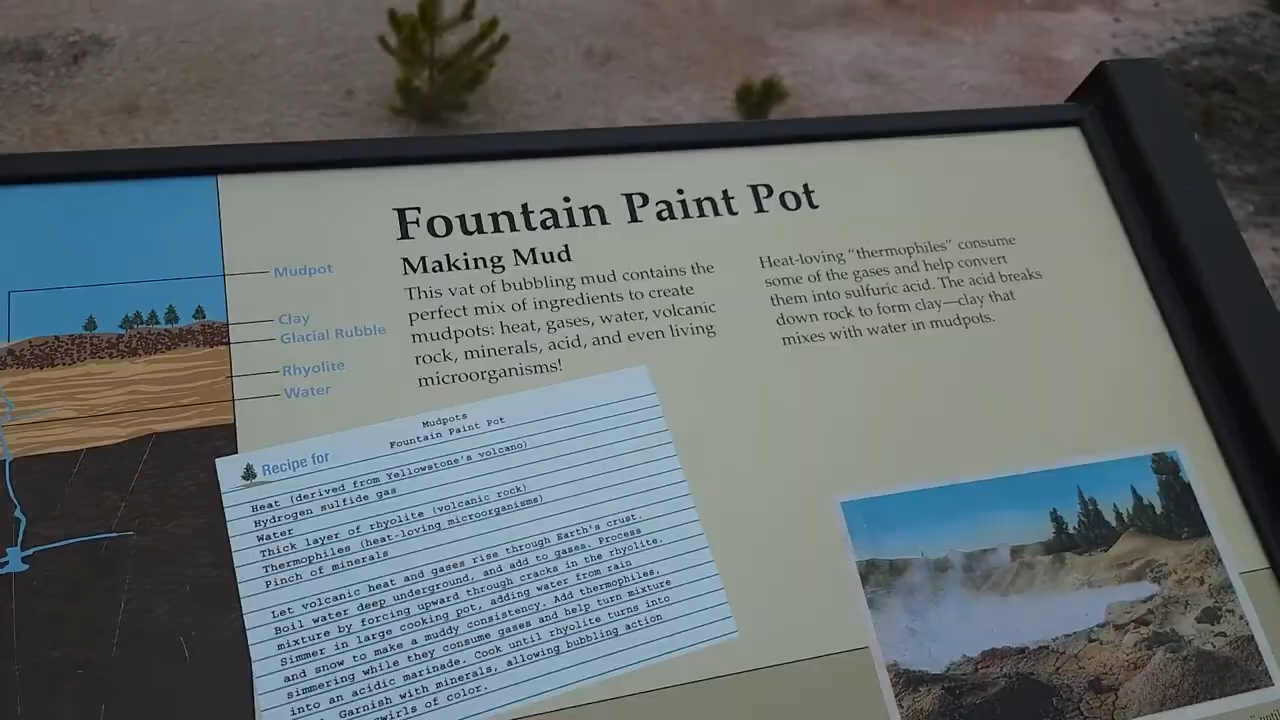 Fountain Paint Pot
Making Mud
This vat of bubbling mud contains the
perfect mix of ingredients to create
mudpots: heat, gases, water, volcanic
rock, minerals, acid, and even living
microorganisms!
Heat-loving “thermophiles” consume
some of the gases and help convert
them into sulfuric acid. The acid breaks
down rock to form clay—clay that
mixes with water in mudpots.
Mudpot
Clay
Glacial Rubble
Rhyolite
Water
Recipe for
Mudpots
Fountain Paint Pot
Heat (derived from Yellowstone's volcano)
Hydrogen sulfide gas
Water
Thick layer of rhyolite (volcanic rock)
Thermophiles (heat-loving microorganisms)
Pinch of minerals
Let volcanic heat and gases rise through Earth's crust.
Boil water deep underground, and add to gases. Process
mixture by forcing upward through cracks in the rhyolite.
Simmer in large cooking pot, adding water from rain
and snow to make a muddy consistency. Add thermophiles,
simmering while they consume gases and help turn mixture
into an acidic marinade. Cook until rhyolite turns into
Garnish with minerals, allowing bubbling action
swirls of color.